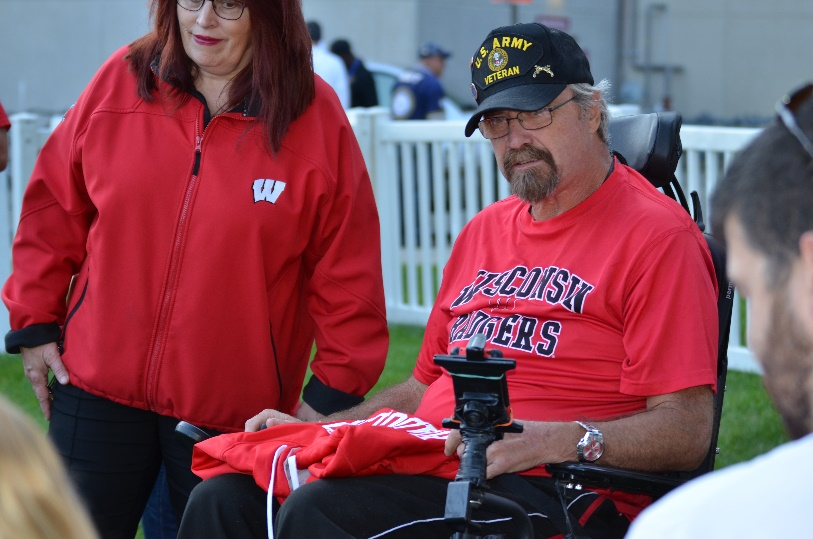 U.S. ARMY
VETERAN
W
WISCONSIN
BADGERS